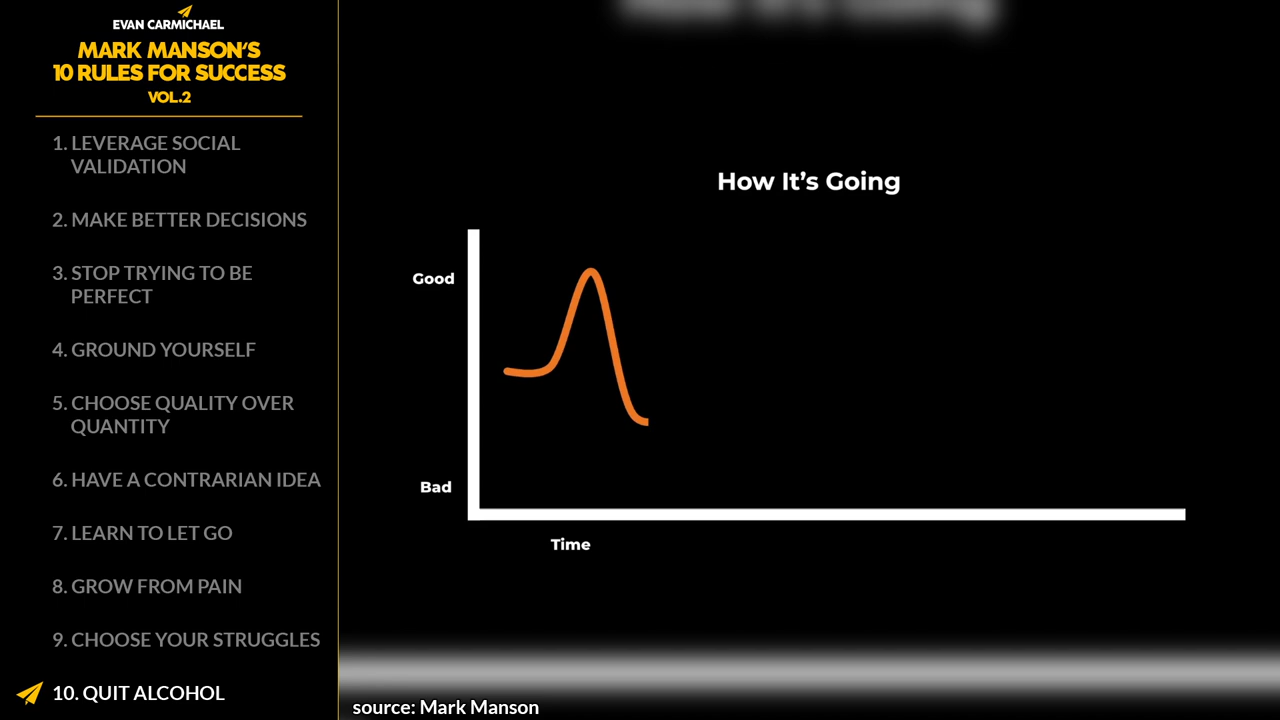 EVAN CARMICHAEL
MARK MANSON'S
10 RULES FOR SUCCESS
VOL.2
1. LEVERAGE SOCIAL
VALIDATION
2. MAKE BETTER DECISIONS
3. STOP TRYING TO BE
PERFECT
4. GROUND YOURSELF
5. CHOOSE QUALITY OVER
QUANTITY
6. HAVE A CONTRARIAN IDEA
7. LEARN TO LET GO
8. GROW FROM PAIN
9. CHOOSE YOUR STRUGGLES
10. QUIT ALCOHOL
How It's Going
How It’s Going
Good
Bad
Time
source: Mark Manson